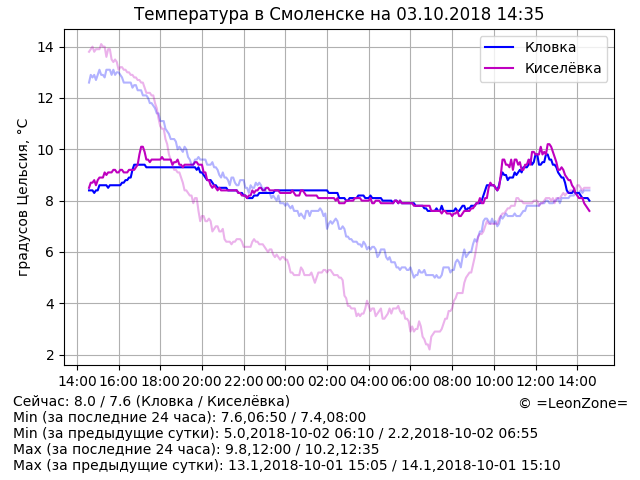 Температура в Смоленске на 03.10.2018 14:35
градусов Цельсия, °C
14
12
10
8
6
4
2
Кловка
Киселёвка
14:00 16:00 18:00 20:00 22:00 00:00 02:00 04:00 06:00 08:00 10:00 12:00 14:00
Сейчас: 8.0 / 7.6 (Кловка / Киселёвка)
© =LeonZone=
Min (за последние 24 часа): 7.6,06:50 / 7.4,08:00
Min (за предыдущие сутки): 5.0,2018-10-02 06:10 / 2.2,2018-10-02 06:55
Max (за последние 24 часа): 9.8,12:00 / 10.2,12:35
Max (за предыдущие сутки): 13.1,2018-10-01 15:05 / 14.1,2018-10-01 15:10